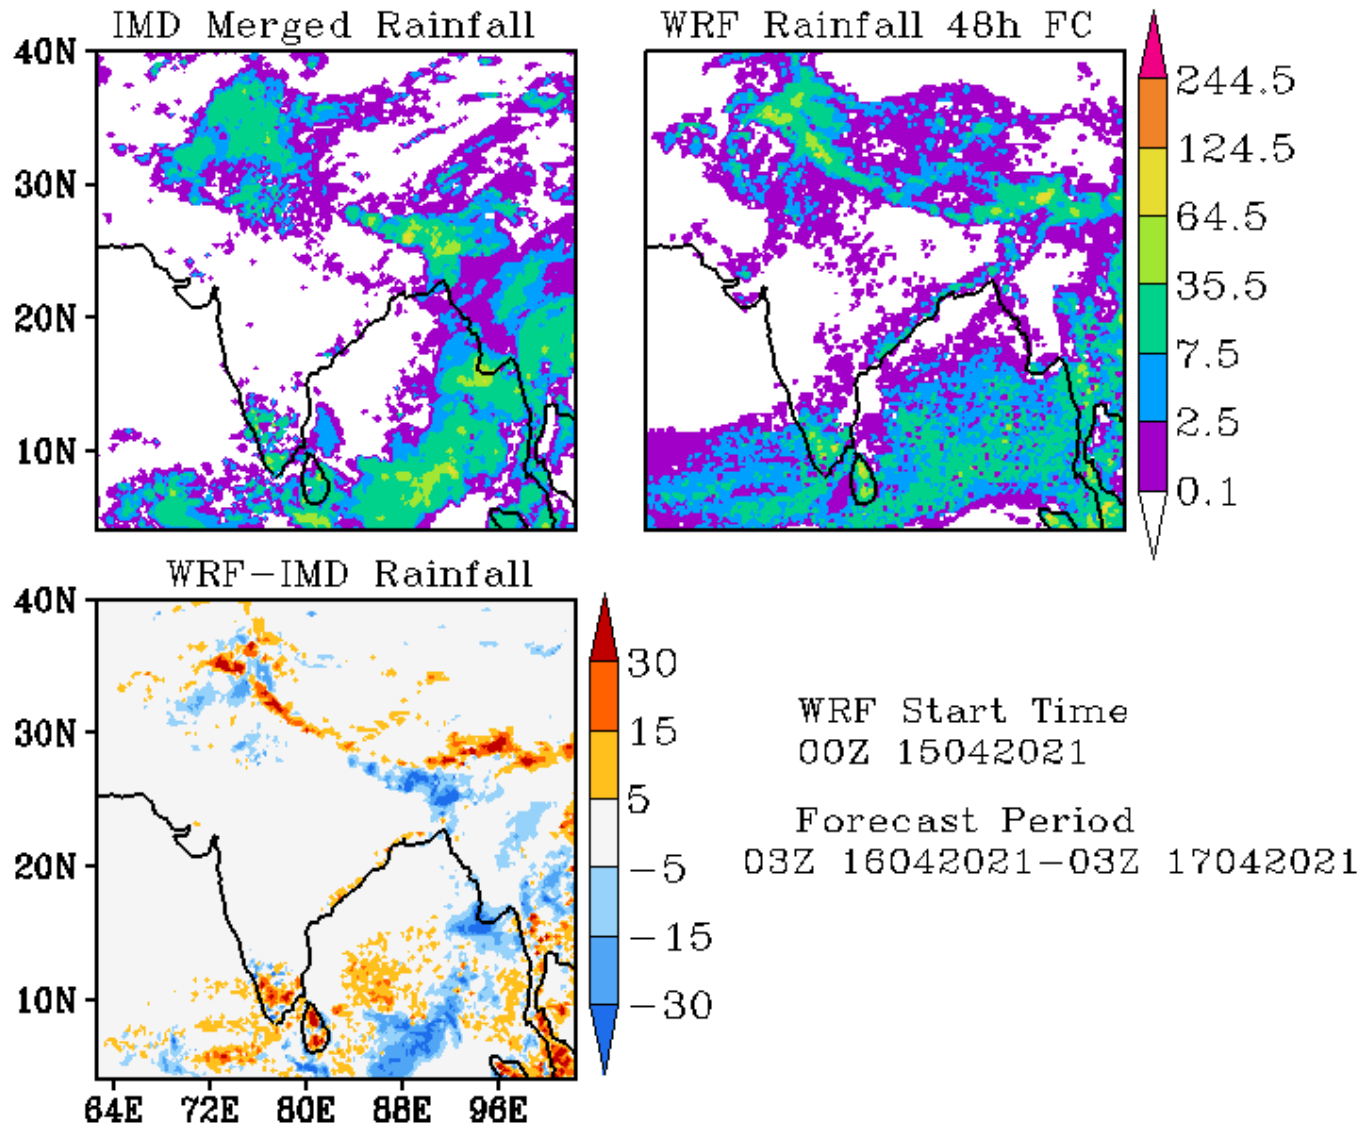 IMD Merged Rainfall
WRF Rainfall 48h FC
40N
30N
20N
10N
244.5
124.5
64.5
35.5
7.5
2.5
0.1
WRF-IMD Rainfall
40N
30N
20N
10N
64E 72E 80E 88E 96E
30
15
5
-5
-15
-30
WRF Start Time
00Z 15042021
Forecast Period
03Z 16042021-03Z 17042021